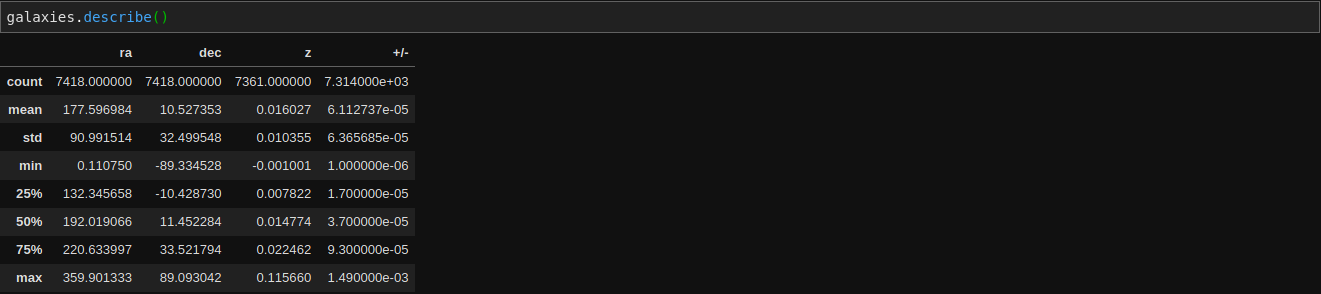 galaxies.describe()
ra dec z +/-
count 7418.000000 7418.000000 7361.000000 7.314000e+03
mean 177.596984 10.527353 0.016027 6.112737e-05
std 90.991514 32.499548 0.010355 6.365685e-05
min 0.110750 -89.334528 -0.001001 1.000000e-06
25% 132.345658 -10.428730 0.007822 1.700000e-05
50% 192.019066 11.452284 0.014774 3.700000e-05
75% 220.633997 33.521794 0.022462 9.300000e-05
max 359.901333 89.093042 0.115660 1.490000e-03